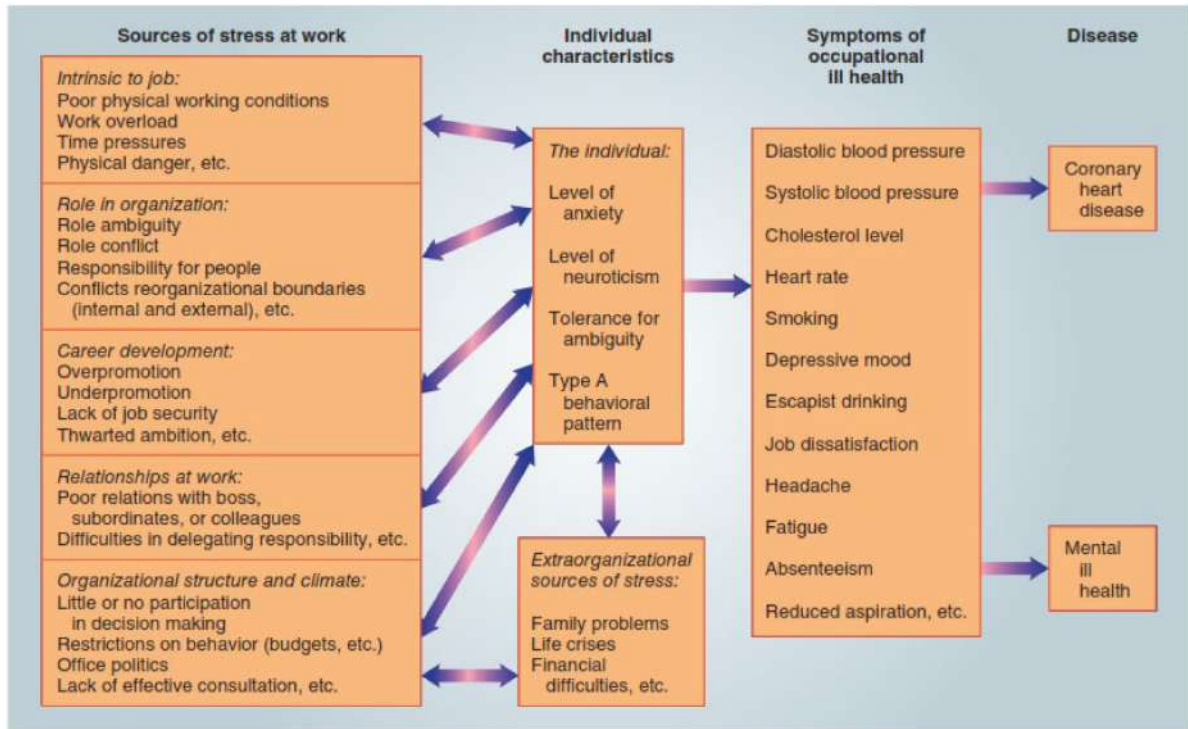 Sources of stress at work
Individual
characteristics
Symptoms of
occupational
ill health
Disease
Intrinsic to job:
Poor physical working conditions
Work overload
Time pressures
Physical danger, etc.
Role in organization:
Role ambiguity
Role conflict
Responsibility for people
Conflicts reorganizational boundaries
(internal and external), etc.
Career development:
Overpromotion
Underpromotion
Lack of job security
Thwarted ambition, etc.
Relationships at work:
Poor relations with boss,
subordinates, or colleagues
Difficulties in delegating responsibility, etc.
Organizational structure and climate:
Little or no participation
in decision making
Restrictions on behavior (budgets, etc.)
Office politics
Lack of effective consultation, etc.
The individual:
Level of
anxiety
Level of
neuroticism
Tolerance for
ambiguity
Type A
behavioral
pattern
Extraorganizational
sources of stress:
Family problems
Life crises
Financial
difficulties, etc.
Diastolic blood pressure
Systolic blood pressure
Cholesterol level
Heart rate
Smoking
Depressive mood
Escapist drinking
Job dissatisfaction
Headache
Fatigue
Absenteeism
Reduced aspiration, etc.
Coronary
heart
disease
Mental
ill
health